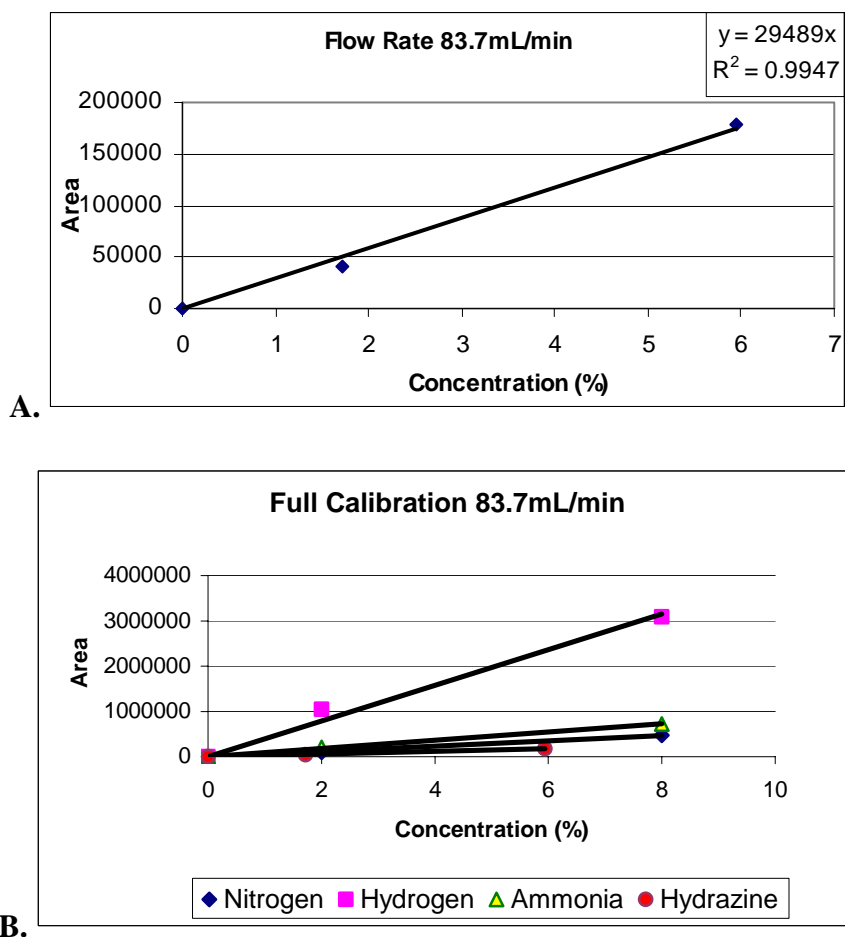 Flow Rate 83.7mL/min
y = 29489x
R² = 0.9947
200000
150000
100000
50000
0
Area
0 1 2 3 4 5 6 7
Concentration (%)
A.
Full Calibration 83.7mL/min
4000000
3000000
2000000
1000000
0
Area
0 2 4 6 8 10
Concentration (%)
Nitrogen Hydrogen Ammonia Hydrazine
B.